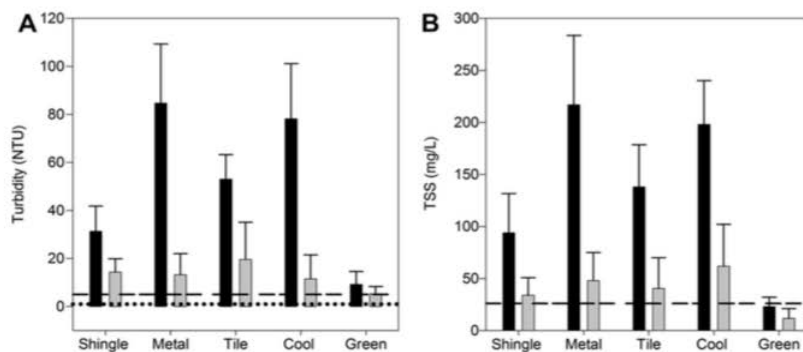 A
Turbidity (NTU)
120
100
80
60
40
20
0
Shingle Metal Tile Cool Green
B
TSS (mg/L)
300
250
200
150
100
50
0
Shingle Metal Tile Cool Green